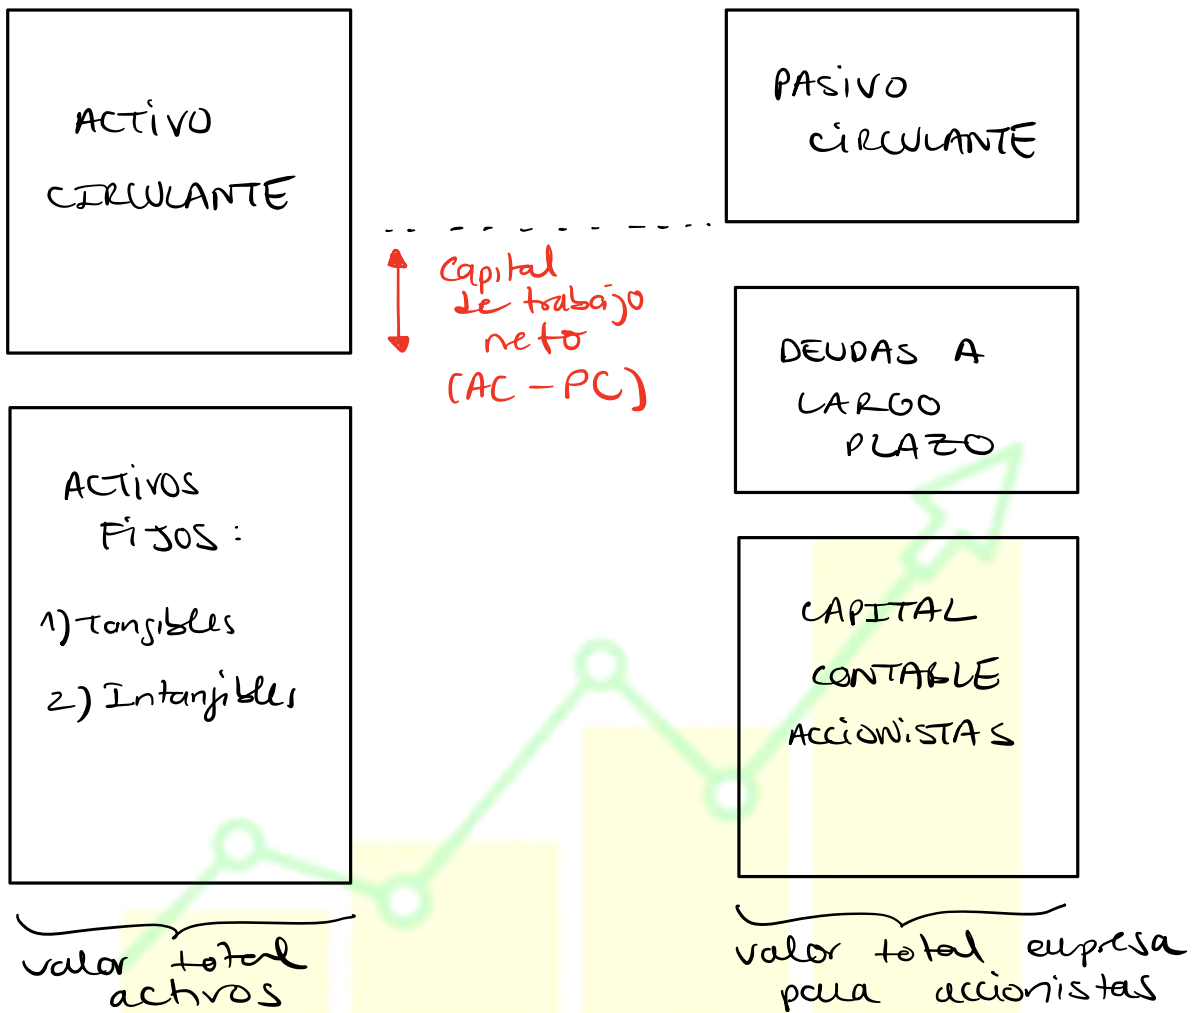 ACTIVO
CIRCULANTE
ACTIVOS
FIJOS:
1) Tangibles
2) Intanjibles
valor total
activos
Capital
de trabajo
neto
(AC - PC)
PASIVO
CIRCULANTE
DEUDAS A
LARGO
PLAZO
CAPITAL
CONTABLE
ACCIONISTAS
valor total empresa
para accionistas